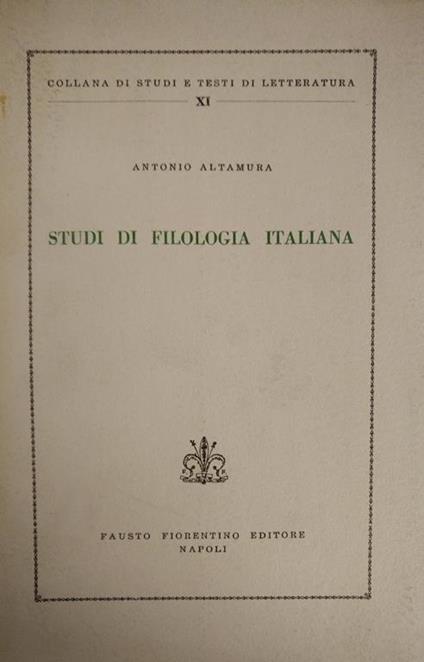 COLLANA DI STUDI E TESTI DI LETTERATURA
XI
ANTONIO ALTAMURA
STUDI DI FILOLOGIA ITALIANA
FAUSTO FIORENTINO EDITORE
NAPOLI